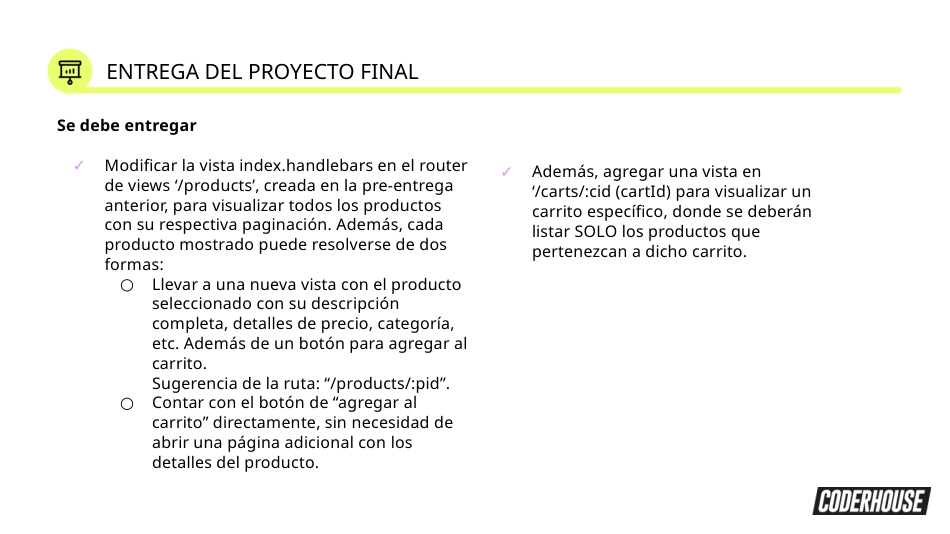 ENTREGA DEL PROYECTO FINAL
Se debe entregar
✓ Modificar la vista index.handlebars en el router
de views ‘/products’, creada en la pre-entrega
anterior, para visualizar todos los productos
con su respectiva paginación. Además, cada
producto mostrado puede resolverse de dos
formas:
○ Llevar a una nueva vista con el producto
seleccionado con su descripción
completa, detalles de precio, categoría,
etc. Además de un botón para agregar al
carrito.
Sugerencia de la ruta: “/products/:pid”.
○ Contar con el botón de “agregar al
carrito” directamente, sin necesidad de
abrir una página adicional con los
detalles del producto.
✓ Además, agregar una vista en
‘/carts/:cid (cartId) para visualizar un
carrito específico, donde se deberán
listar SOLO los productos que
pertenezcan a dicho carrito.
CODERHOUSE